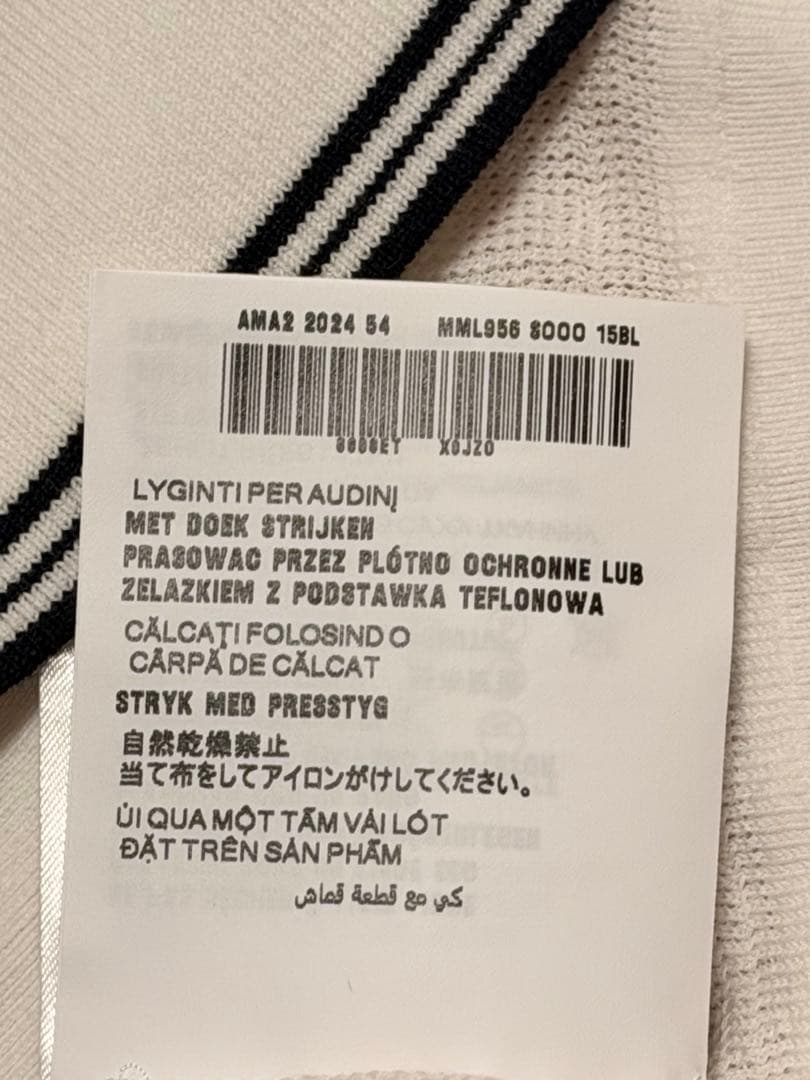 AMA2 2024 54 MML956 8000 15BL
X0JZ0
LYGINTI PER AUDINĮ
MET DOEK STRIJKEN
PRASOWAC PRZEZ PLÓTNO OCHRONNE LUB
ZELAZKIEM Z PODSTAWKA TEFLONOWA
CĂLCAȚI FOLOSIND O
CÂRPĂ DE CĂLCAT
STRYK MED PRESSTYG
自然乾燥禁止
当て布をしてアイロンがけしてください。
ỦI QUA MỘT TẤM VẢI LÓT
ĐẶT TRÊN SẢN PHẨM
كي مع قطعة قماش